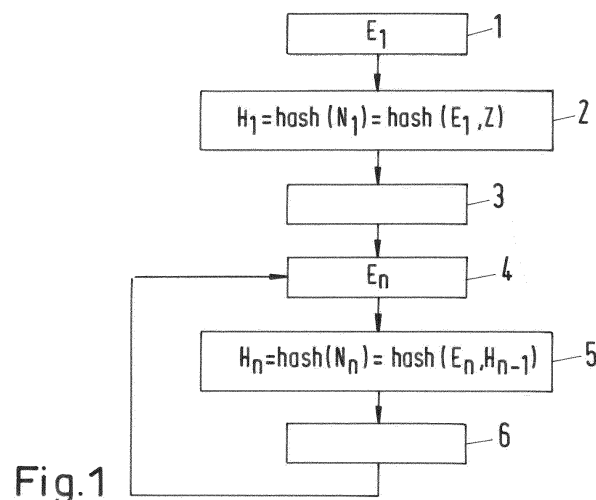 E₁ 1
H₁=hash(N₁)=hash(E₁,Z) 2
3
Eₙ 4
Hₙ=hash(Nₙ)=hash(Eₙ,Hₙ₋₁) 5
6
Fig.1